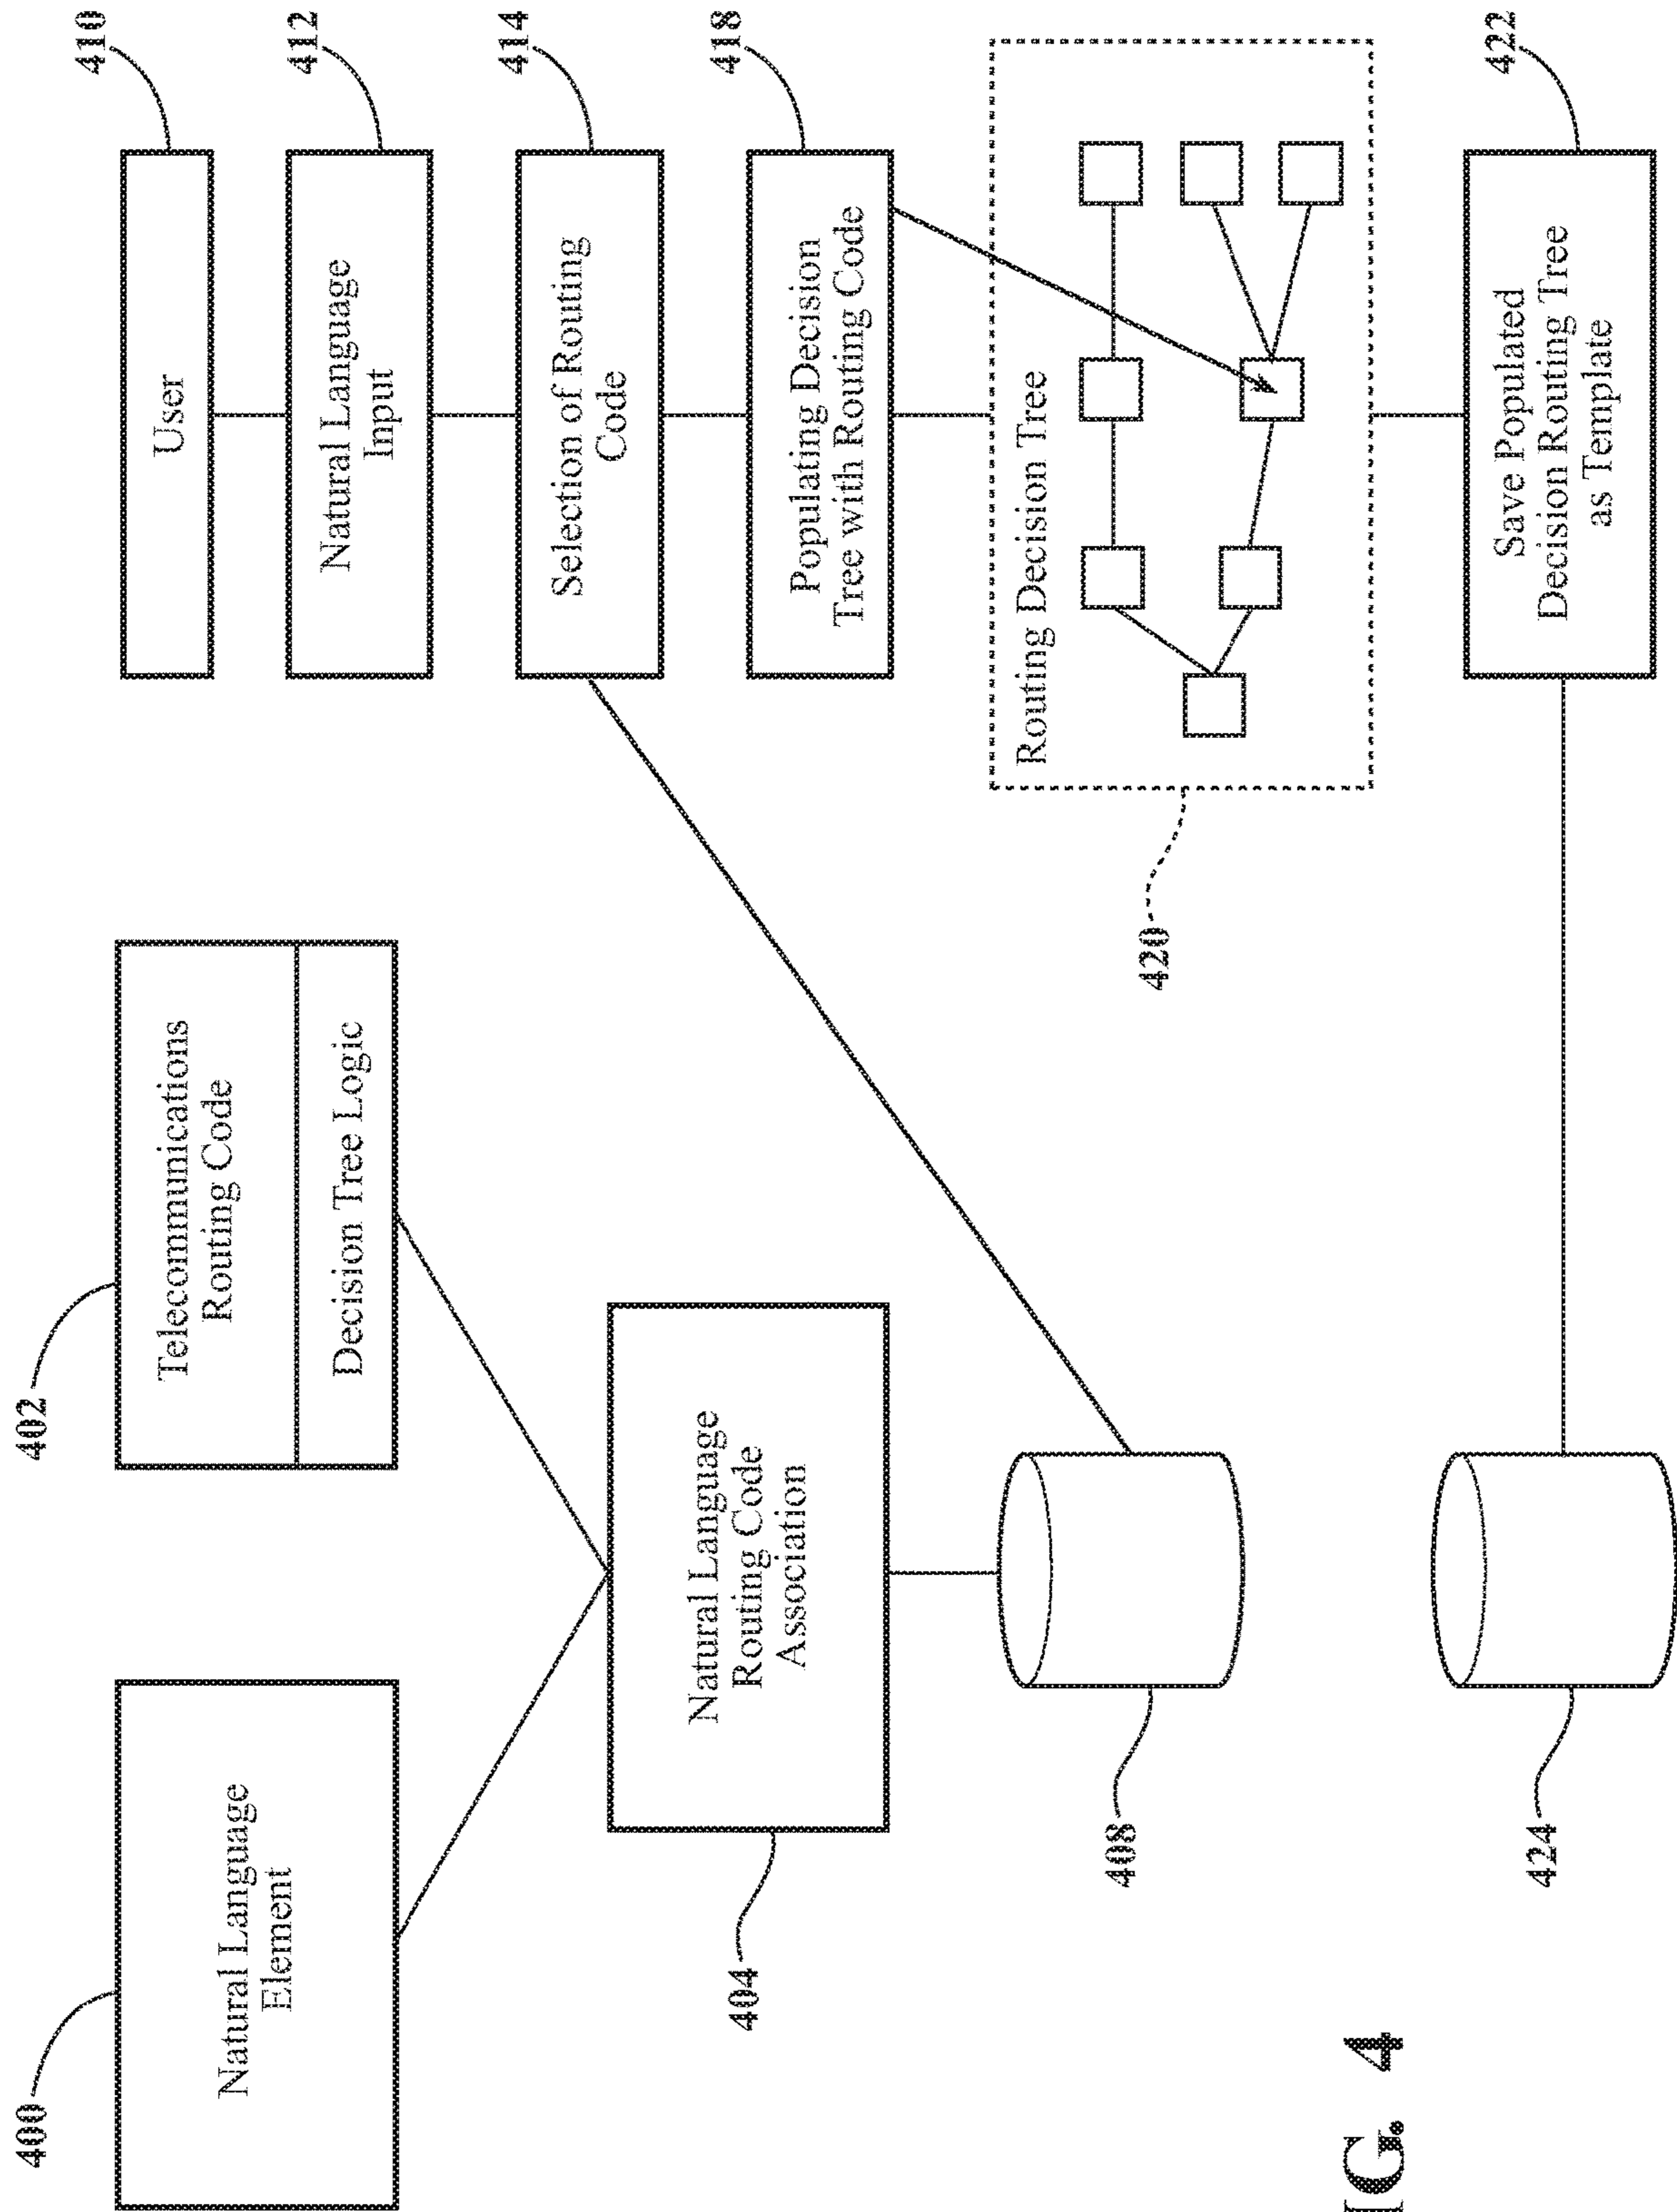 400
Natural Language
Element
402
Telecommunications
Routing Code
Decision Tree Logic
404
Natural Language
Routing Code
Association
408
424
410
User
412
Natural Language
Input
414
Selection of Routing
Code
418
Populating Decision
Tree with Routing Code
Routing Decision Tree
420
422
Save Populated
Decision Routing Tree
as Template
IG. 4